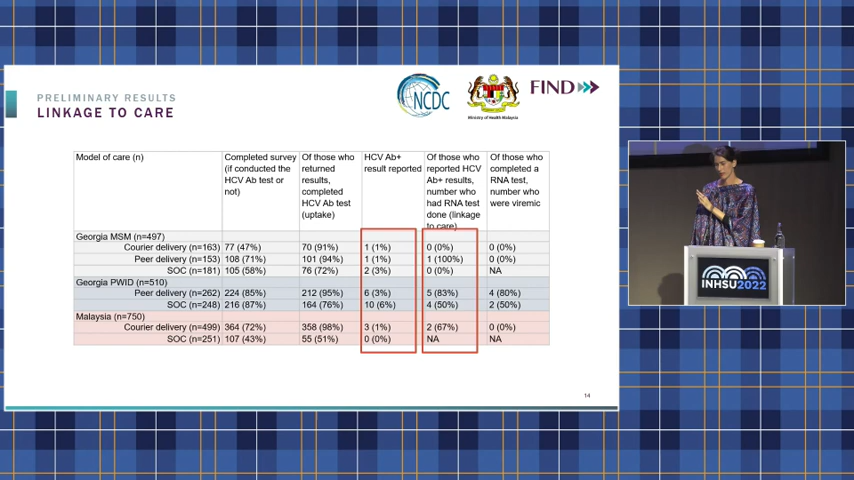 PRELIMINARY RESULTS
LINKAGE TO CARE
NCDC
Ministry of Health Malaysia
FIND
Model of care (n)
Completed survey (if conducted the HCV Ab test or not)
Of those who returned results, completed HCV Ab test (uptake)
HCV Ab+ result reported
Of those who reported HCV Ab+ results, number who had RNA test done (linkage to care)
Of those who completed a RNA test, number who were viremic
Georgia MSM (n=497)
Courier delivery (n=163) 77 (47%) 70 (91%) 1 (1%) 0 (0%) 0 (0%)
Peer delivery (n=153) 108 (71%) 101 (94%) 1 (1%) 1 (100%) 0 (0%)
SOC (n=181) 105 (58%) 76 (72%) 2 (3%) 0 (0%) NA
Georgia PWID (n=510)
Peer delivery (n=262) 224 (85%) 212 (95%) 6 (3%) 5 (83%) 4 (80%)
SOC (n=248) 216 (87%) 164 (76%) 10 (6%) 4 (50%) 2 (50%)
Malaysia (n=750)
Courier delivery (n=499) 364 (72%) 358 (98%) 3 (1%) 2 (67%) 0 (0%)
SOC (n=251) 107 (43%) 55 (51%) 0 (0%) NA NA
14
INHSU2022